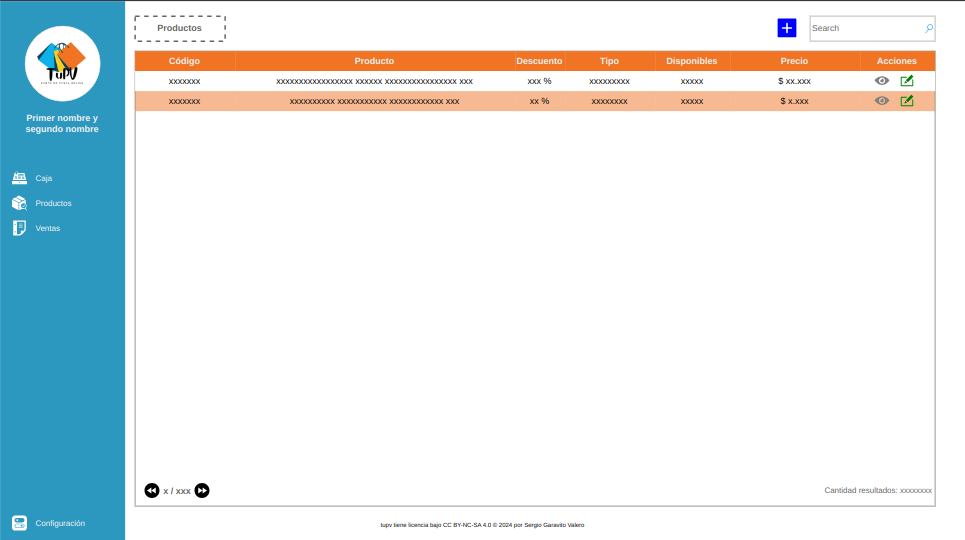 TuPV
Primer nombre y
segundo nombre
Caja
Productos
Ventas
Configuración
Productos
Search
Código Producto Descuento Tipo Disponibles Precio Acciones
xxxxxxx xxxxxxxxxxxxxxxxx xxxxxx xxxxxxxxxxxxxxxx xxx xxx % xxxxxxxxx xxxxx $ xx.xxx
xxxxxxx xxxxxxxxxx xxxxxxxxxxx xxxxxxxxxxxx xxx xx % xxxxxxxx xxxxx $ x.xxx
x / xxx
Cantidad resultados: xxxxxxxx
tupv tiene licencia bajo CC BY-NC-SA 4.0 © 2024 por Sergio Garavito Valero